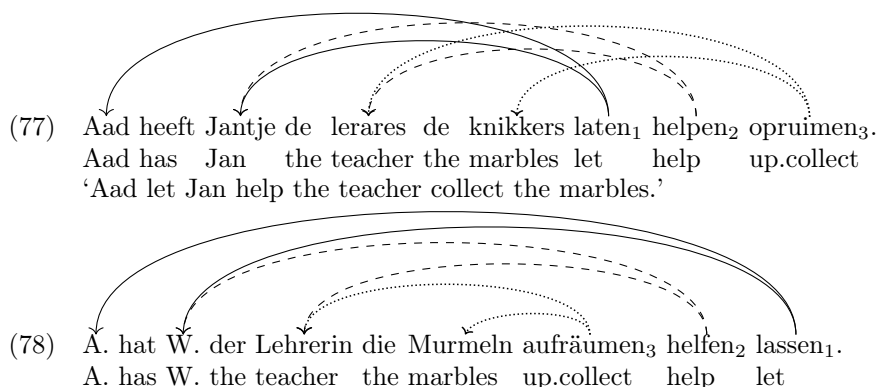 (77) Aad heeft Jantje de lerares de knikkers laten₁ helpen₂ opruimen₃.
Aad has Jan the teacher the marbles let help up.collect
‘Aad let Jan help the teacher collect the marbles.’
(78) A. hat W. der Lehrerin die Murmeln aufräumen₃ helfen₂ lassen₁.
A. has W. the teacher the marbles up.collect help let